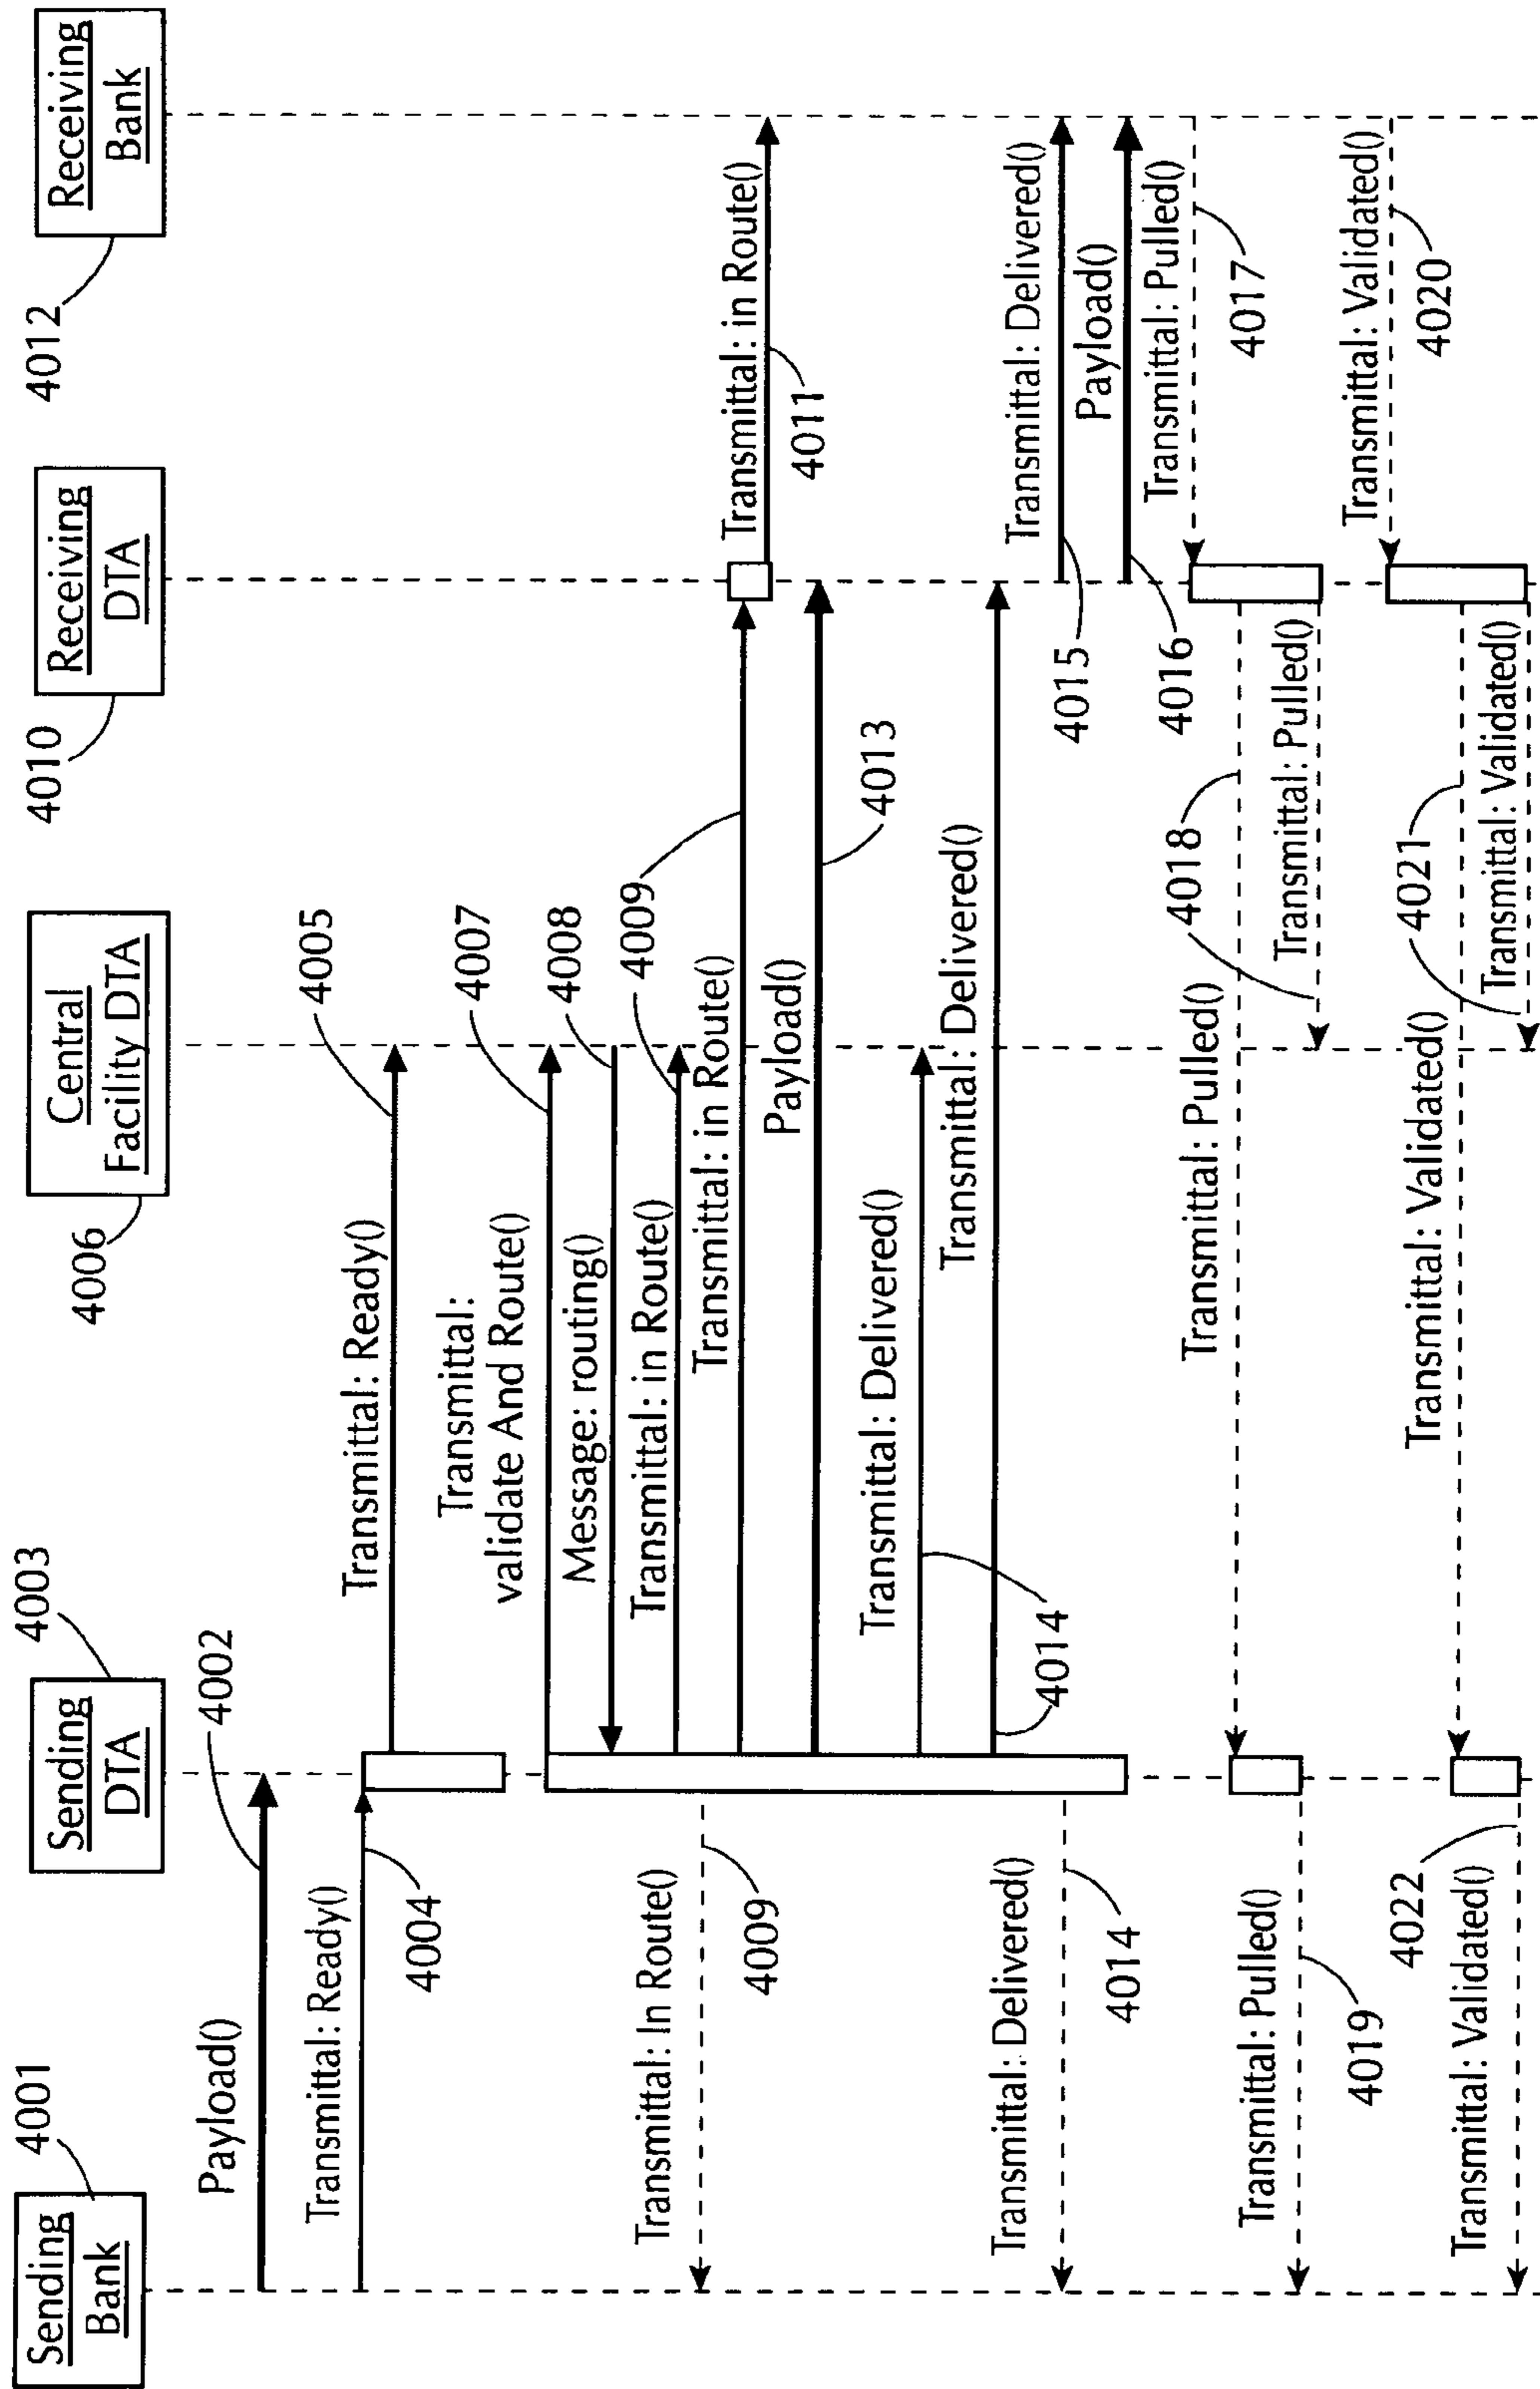 4001
Sending
Bank
4003
Sending
DTA
4006
Central
Facility DTA
4010
Receiving
DTA
4012
Receiving
Bank
Payload()
4002
Transmittal: Ready()
4004
Transmittal: Ready()
4005
Transmittal:
validate And Route()
4007
Message: routing()
4008
Transmittal: in Route()
4009
Transmittal: In Route()
4009
Transmittal: in Route()
Transmittal: in Route()
4011
Payload()
4013
Transmittal: Delivered()
4014
Transmittal: Delivered()
Transmittal: Delivered()
4014
Transmittal: Delivered()
4015
Payload()
4016
Transmittal: Pulled()
4017
Transmittal: Pulled()
4018
Transmittal: Pulled()
Transmittal: Pulled()
4019
Transmittal: Validated()
4020
Transmittal: Validated()
4021
Transmittal: Validated()
Transmittal: Validated()
4022